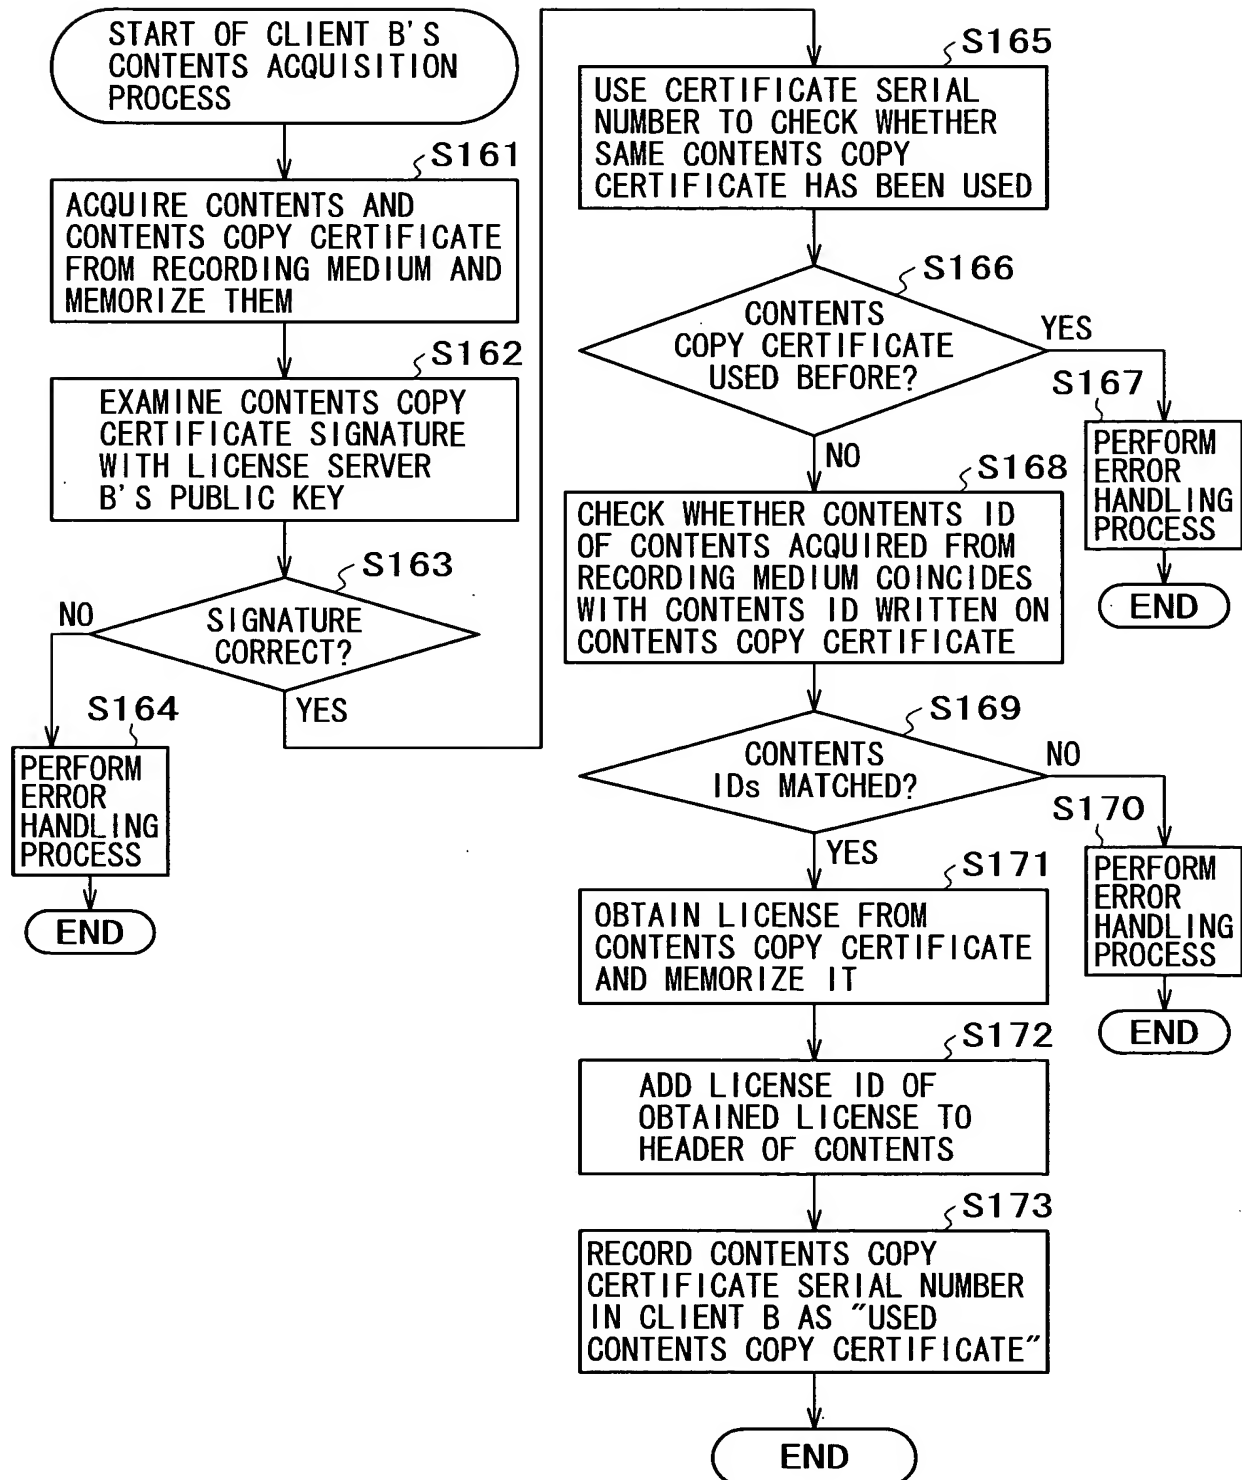 START OF CLIENT B'S
CONTENTS ACQUISITION
PROCESS
S161
ACQUIRE CONTENTS AND
CONTENTS COPY CERTIFICATE
FROM RECORDING MEDIUM AND
MEMORIZE THEM
S162
EXAMINE CONTENTS COPY
CERTIFICATE SIGNATURE
WITH LICENSE SERVER
B'S PUBLIC KEY
S163
NO
SIGNATURE
CORRECT?
YES
S164
PERFORM
ERROR
HANDLING
PROCESS
END
S165
USE CERTIFICATE SERIAL
NUMBER TO CHECK WHETHER
SAME CONTENTS COPY
CERTIFICATE HAS BEEN USED
S166
CONTENTS
COPY CERTIFICATE
USED BEFORE?
YES
S167
PERFORM
ERROR
HANDLING
PROCESS
END
NO
S168
CHECK WHETHER CONTENTS ID
OF CONTENTS ACQUIRED FROM
RECORDING MEDIUM COINCIDES
WITH CONTENTS ID WRITTEN ON
CONTENTS COPY CERTIFICATE
S169
CONTENTS
IDs MATCHED?
NO
S170
PERFORM
ERROR
HANDLING
PROCESS
END
YES
S171
OBTAIN LICENSE FROM
CONTENTS COPY CERTIFICATE
AND MEMORIZE IT
S172
ADD LICENSE ID OF
OBTAINED LICENSE TO
HEADER OF CONTENTS
S173
RECORD CONTENTS COPY
CERTIFICATE SERIAL NUMBER
IN CLIENT B AS "USED
CONTENTS COPY CERTIFICATE"
END